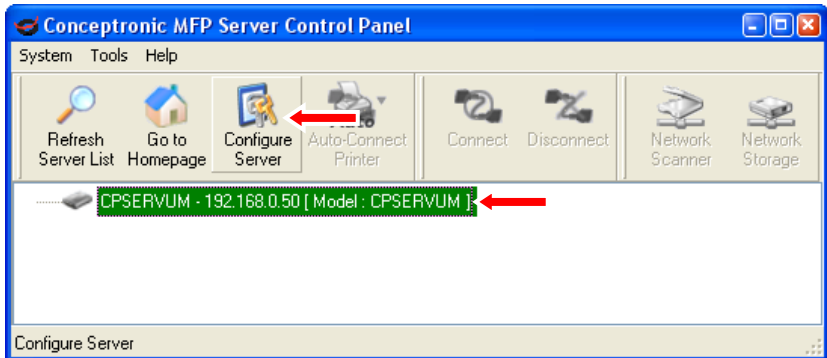 Conceptronic MFP Server Control Panel
System Tools Help
Refresh Server List
Go to Homepage
Configure Server
Auto-Connect Printer
Connect
Disconnect
Network Scanner
Network Storage
CPSERVUM - 192.168.0.50 [ Model : CPSERVUM ]
Configure Server